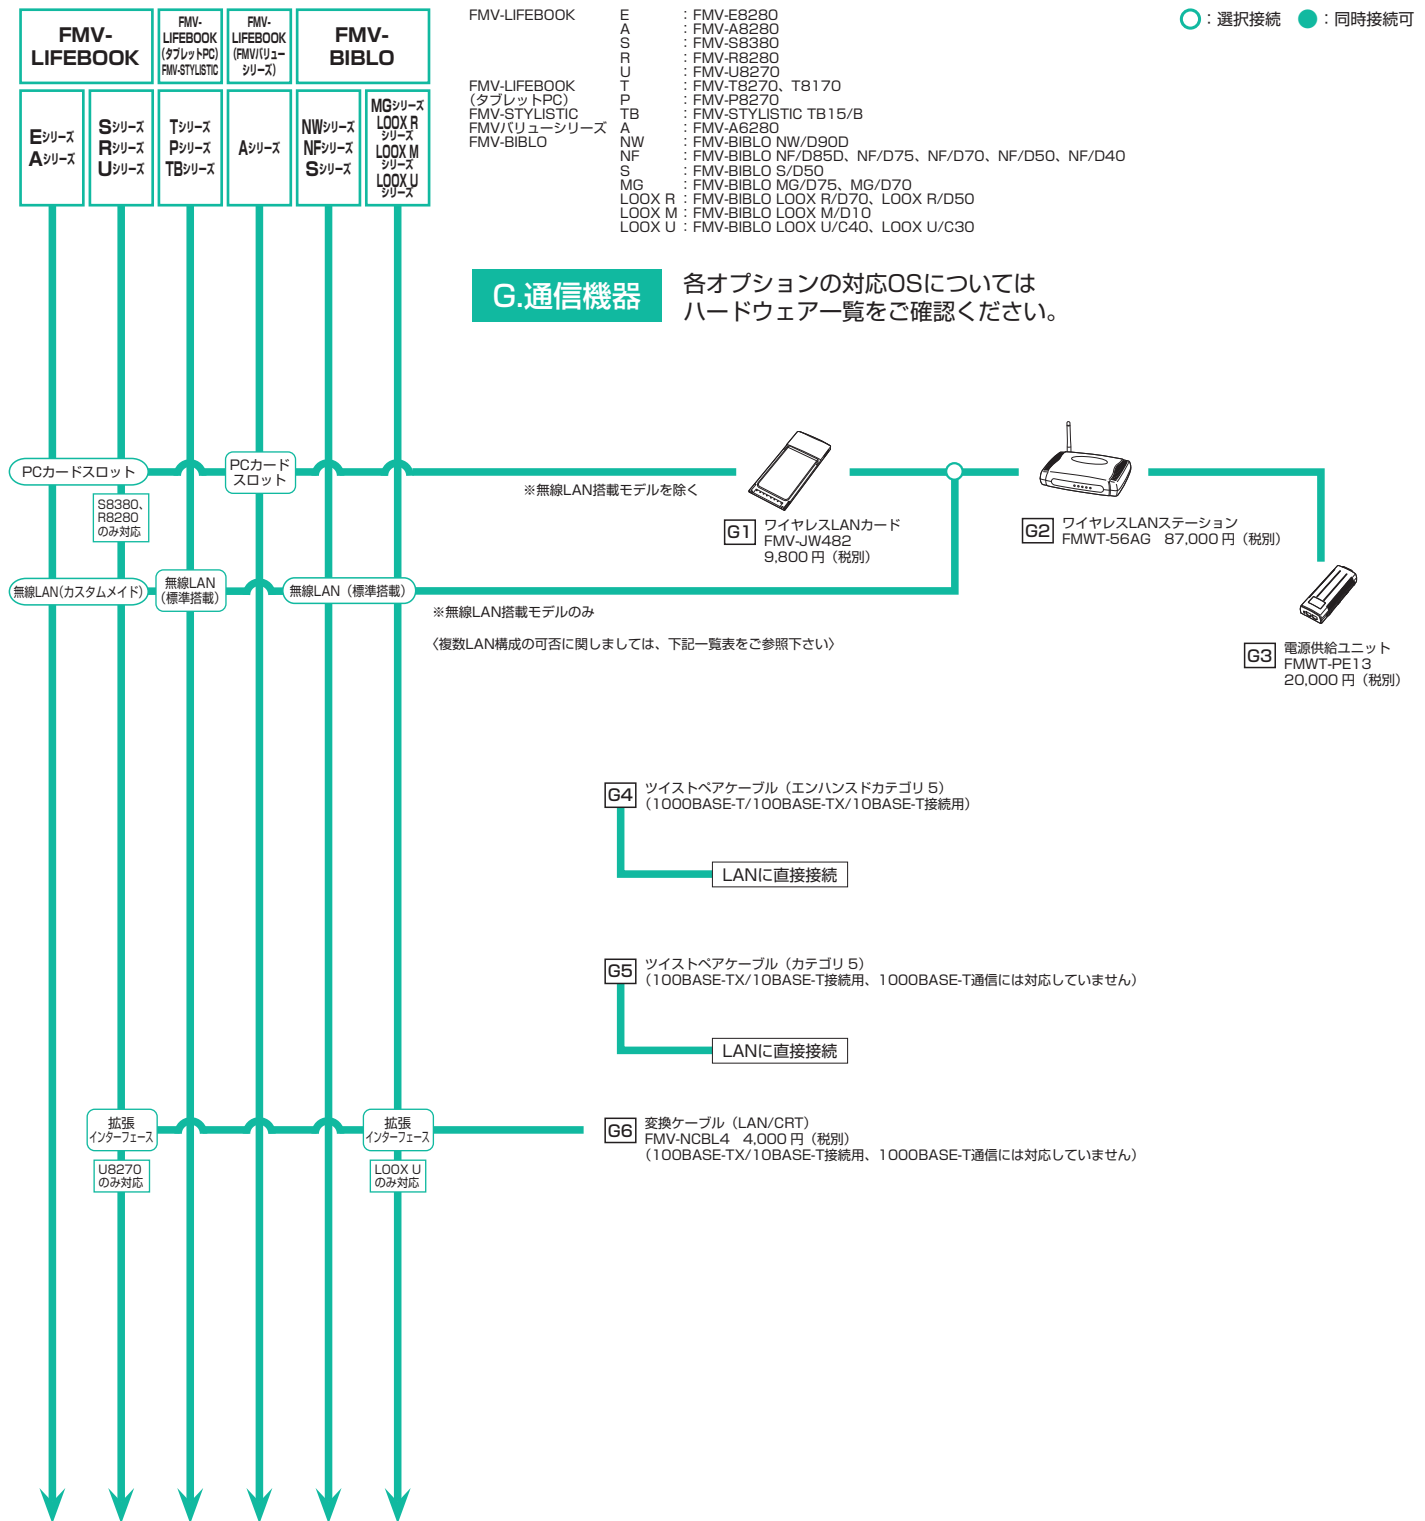 FMV-
LIFEBOOK
FMV-
LIFEBOOK
(タブレットPC)
FMV-STYLISTIC
FMV-
LIFEBOOK
(FMVバリュー
シリーズ)
FMV-
BIBLO
Eシリーズ
Aシリーズ
Sシリーズ
Rシリーズ
Uシリーズ
Tシリーズ
Pシリーズ
TBシリーズ
Aシリーズ
NWシリーズ
NFシリーズ
Sシリーズ
MGシリーズ
LOOX R
シリーズ
LOOX M
シリーズ
LOOX U
シリーズ
FMV-LIFEBOOK E :FMV-E8280
A :FMV-A8280
S :FMV-S8380
R :FMV-R8280
U :FMV-U8270
FMV-LIFEBOOK T :FMV-T8270、T8170
(タブレットPC) P :FMV-P8270
FMV-STYLISTIC TB :FMV-STYLISTIC TB15/B
FMVバリューシリーズ A :FMV-A6280
FMV-BIBLO NW :FMV-BIBLO NW/D90D
NF :FMV-BIBLO NF/D85D、NF/D75、NF/D70、NF/D50、NF/D40
S :FMV-BIBLO S/D50
MG :FMV-BIBLO MG/D75、MG/D70
LOOX R :FMV-BIBLO LOOX R/D70、LOOX R/D50
LOOX M :FMV-BIBLO LOOX M/D10
LOOX U :FMV-BIBLO LOOX U/C40、LOOX U/C30
:選択接続 :同時接続可
G.通信機器
各オプションの対応OSについては
ハードウェア一覧をご確認ください。
PCカードスロット
PCカード
スロット
※無線LAN搭載モデルを除く
S8380、
R8280
のみ対応
G1 ワイヤレスLANカード
FMV-JW482
9,800円(税別)
G2 ワイヤレスLANステーション
FMWT-56AG 87,000円(税別)
無線LAN(カスタムメイド)
無線LAN
(標準搭載)
無線LAN(標準搭載)
※無線LAN搭載モデルのみ
〈複数LAN構成の可否に関しましては、下記一覧表をご参照下さい〉
G3 電源供給ユニット
FMWT-PE13
20,000円(税別)
G4 ツイストペアケーブル(エンハンスドカテゴリ5)
(1000BASE-T/100BASE-TX/10BASE-T接続用)
LANに直接接続
G5 ツイストペアケーブル(カテゴリ5)
(100BASE-TX/10BASE-T接続用、1000BASE-T通信には対応していません)
LANに直接接続
拡張
インターフェース
U8270
のみ対応
拡張
インターフェース
LOOX U
のみ対応
G6 変換ケーブル(LAN/CRT)
FMV-NCBL4 4,000円(税別)
(100BASE-TX/10BASE-T接続用、1000BASE-T通信には対応していません)